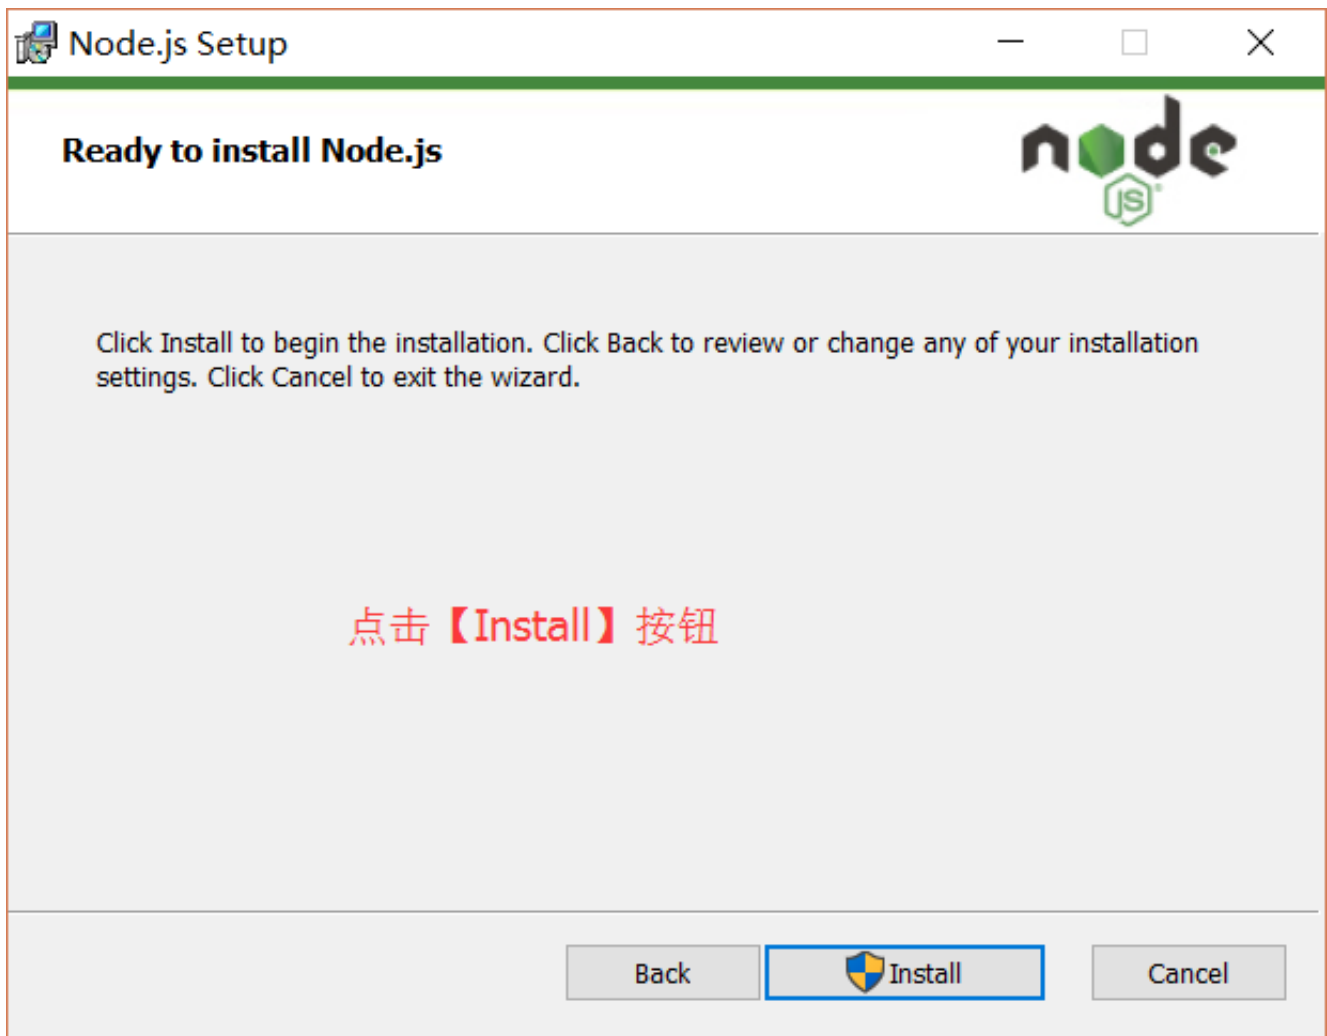 Node.js Setup
Ready to install Node.js
node
JS
Click Install to begin the installation. Click Back to review or change any of your installation
settings. Click Cancel to exit the wizard.
点击【Install】按钮
Back
Install
Cancel